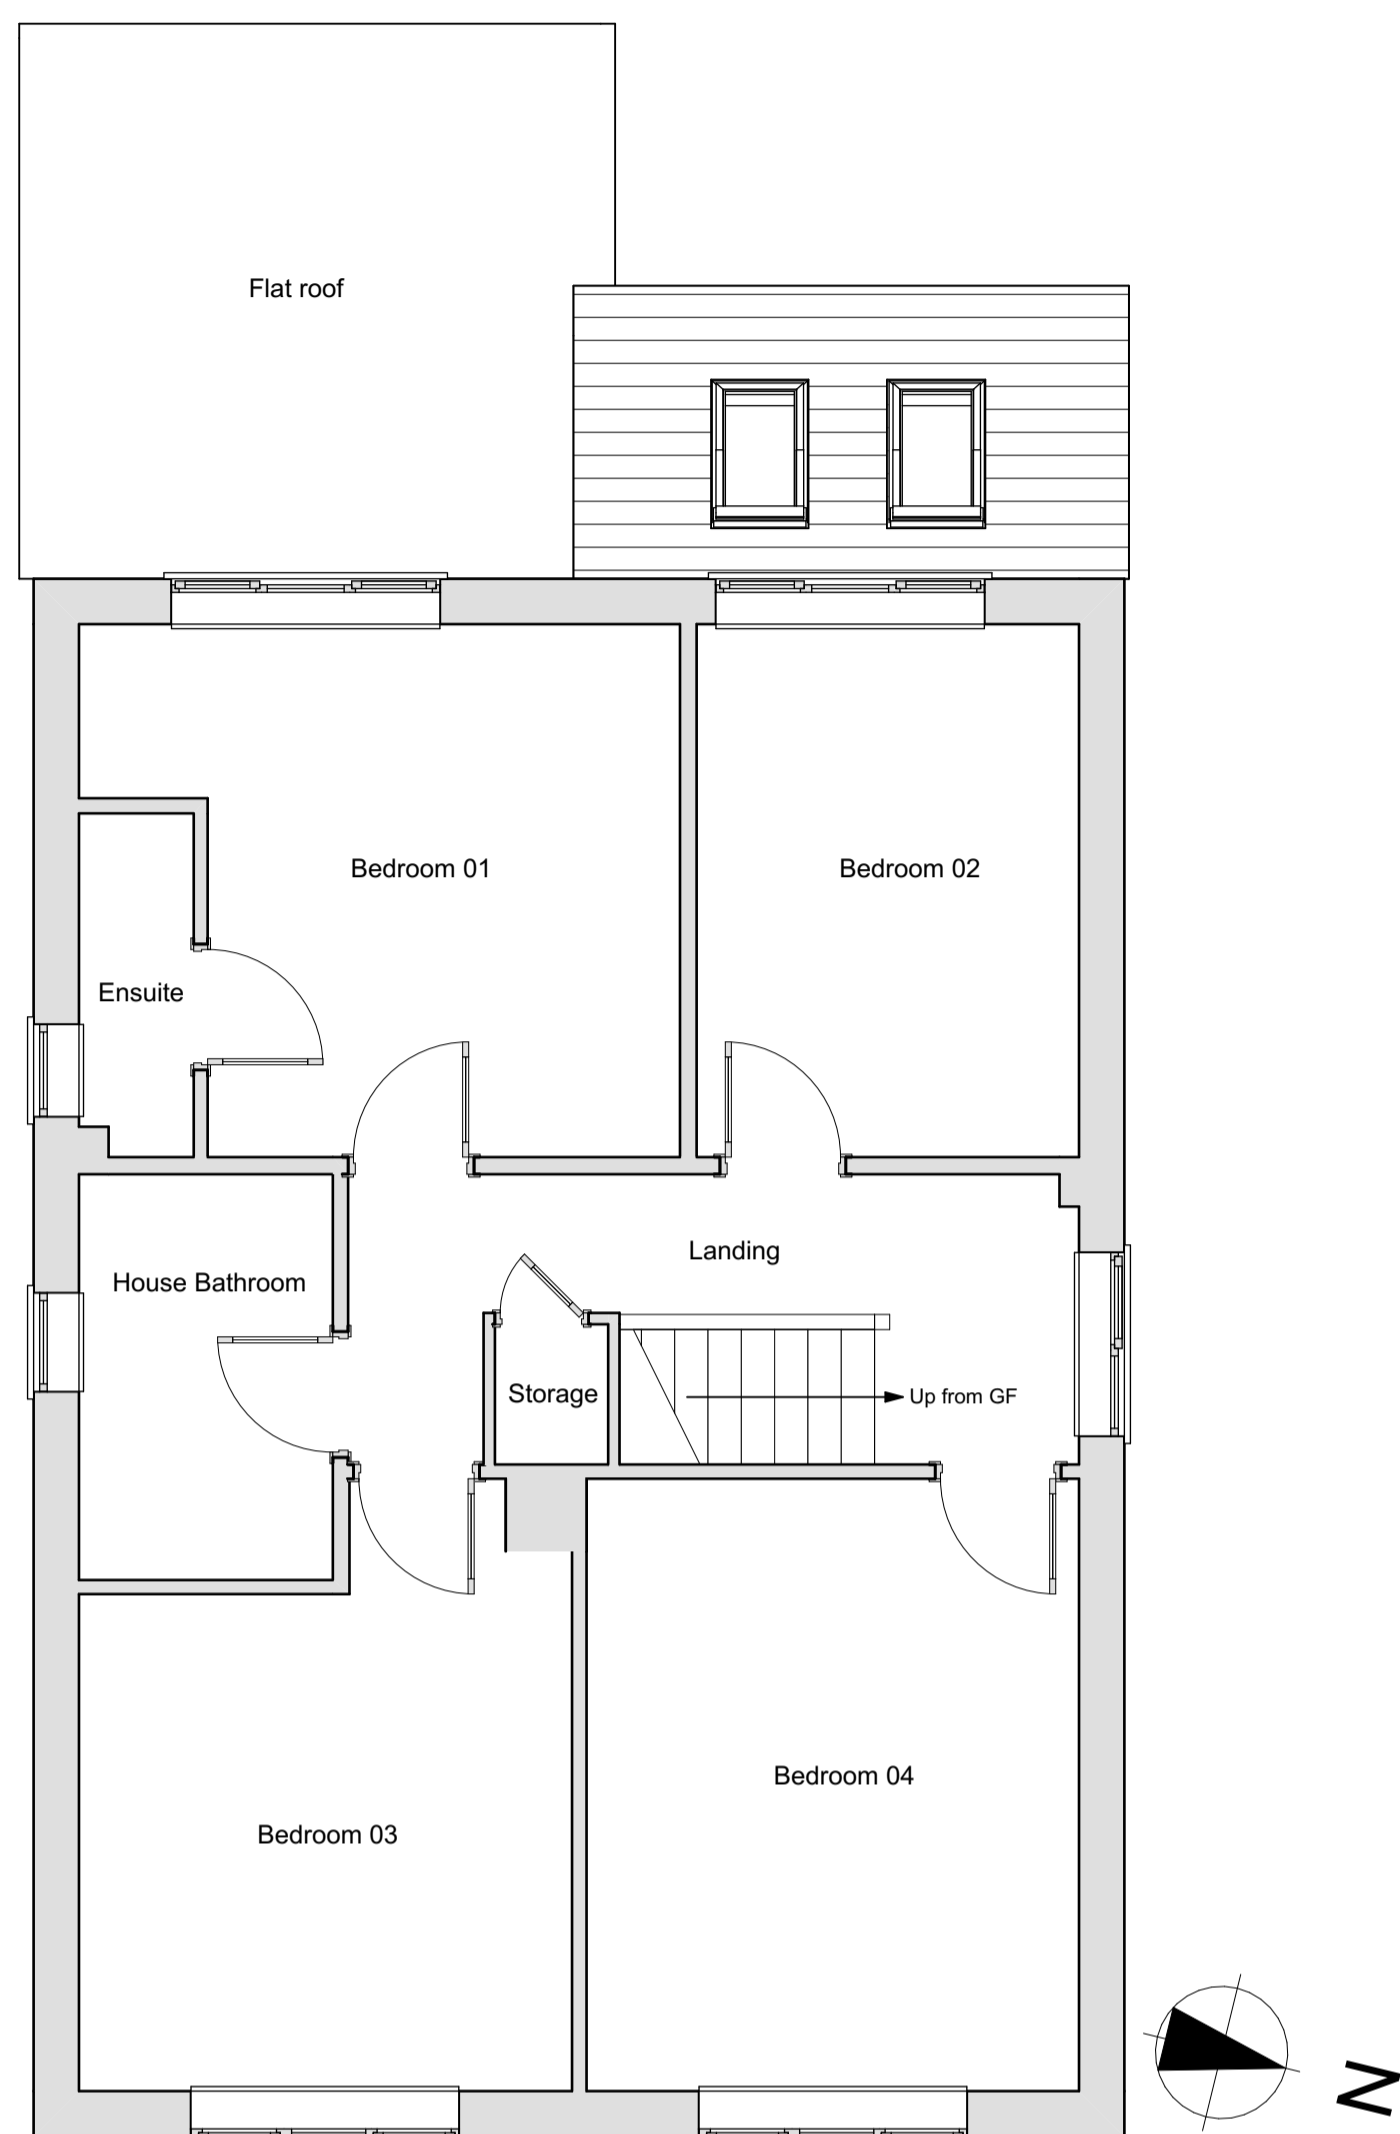 Flat roof
Bedroom 01
Bedroom 02
Ensuite
Landing
House Bathroom
Storage
Up from GF
Bedroom 04
Bedroom 03
N